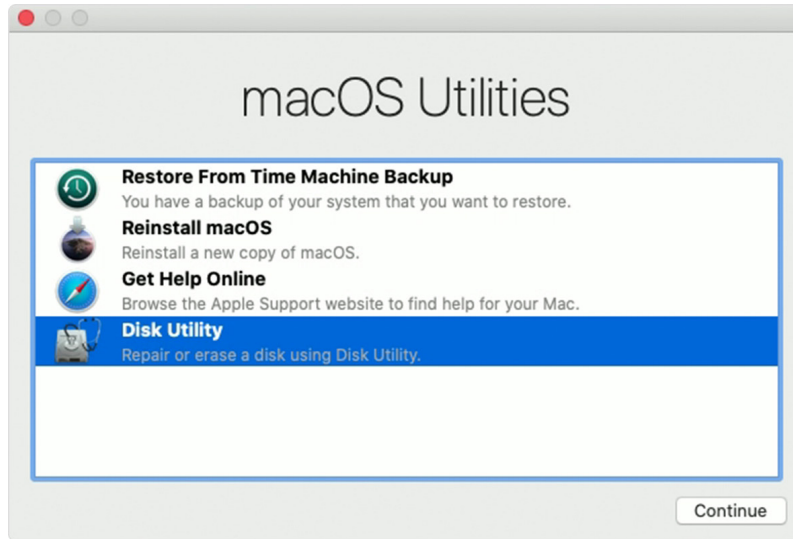 macOS Utilities
Restore From Time Machine Backup
You have a backup of your system that you want to restore.
Reinstall macOS
Reinstall a new copy of macOS.
Get Help Online
Browse the Apple Support website to find help for your Mac.
Disk Utility
Repair or erase a disk using Disk Utility.
Continue